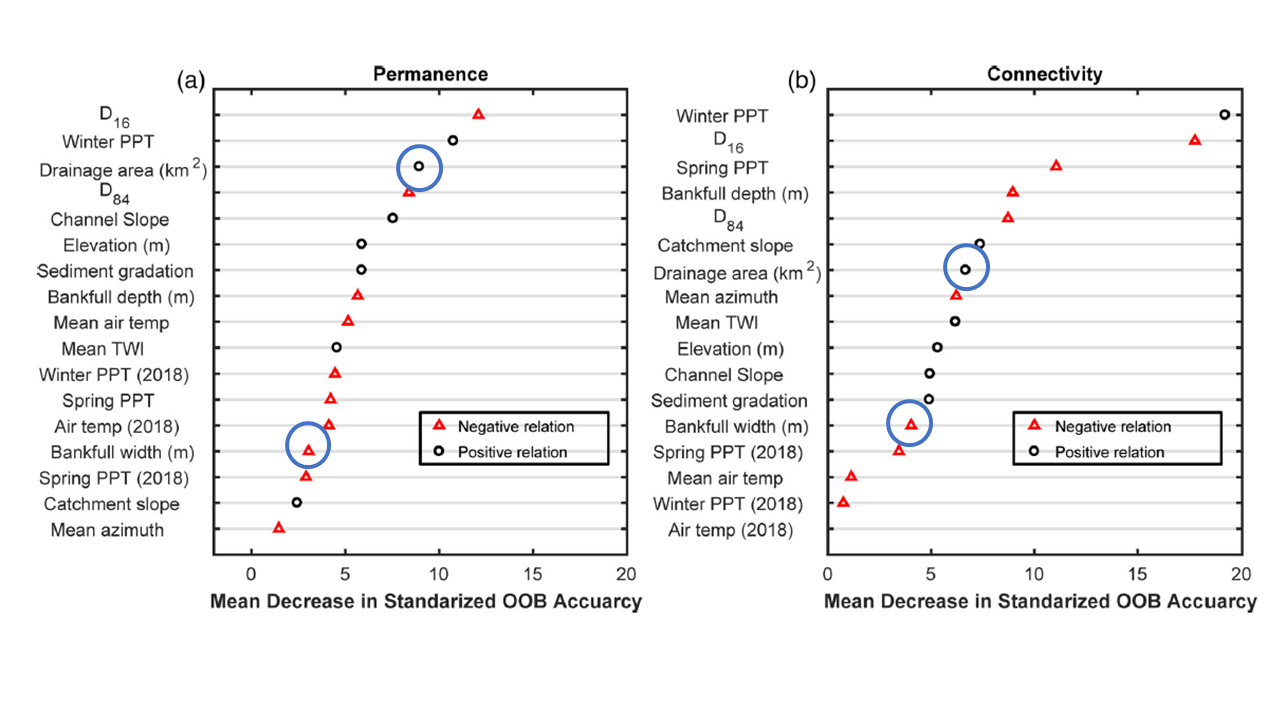 (a)
Permanence
D16
Winter PPT
Drainage area (km2)
D84
Channel Slope
Elevation (m)
Sediment gradation
Bankfull depth (m)
Mean air temp
Mean TWI
Winter PPT (2018)
Spring PPT
Air temp (2018)
Bankfull width (m)
Spring PPT (2018)
Catchment slope
Mean azimuth
Negative relation
Positive relation
0 5 10 15 20
Mean Decrease in Standarized OOB Accuarcy
(b)
Connectivity
Winter PPT
D16
Spring PPT
Bankfull depth (m)
D84
Catchment slope
Drainage area (km2)
Mean azimuth
Mean TWI
Elevation (m)
Channel Slope
Sediment gradation
Bankfull width (m)
Spring PPT (2018)
Mean air temp
Winter PPT (2018)
Air temp (2018)
Negative relation
Positive relation
0 5 10 15 20
Mean Decrease in Standarized OOB Accuarcy